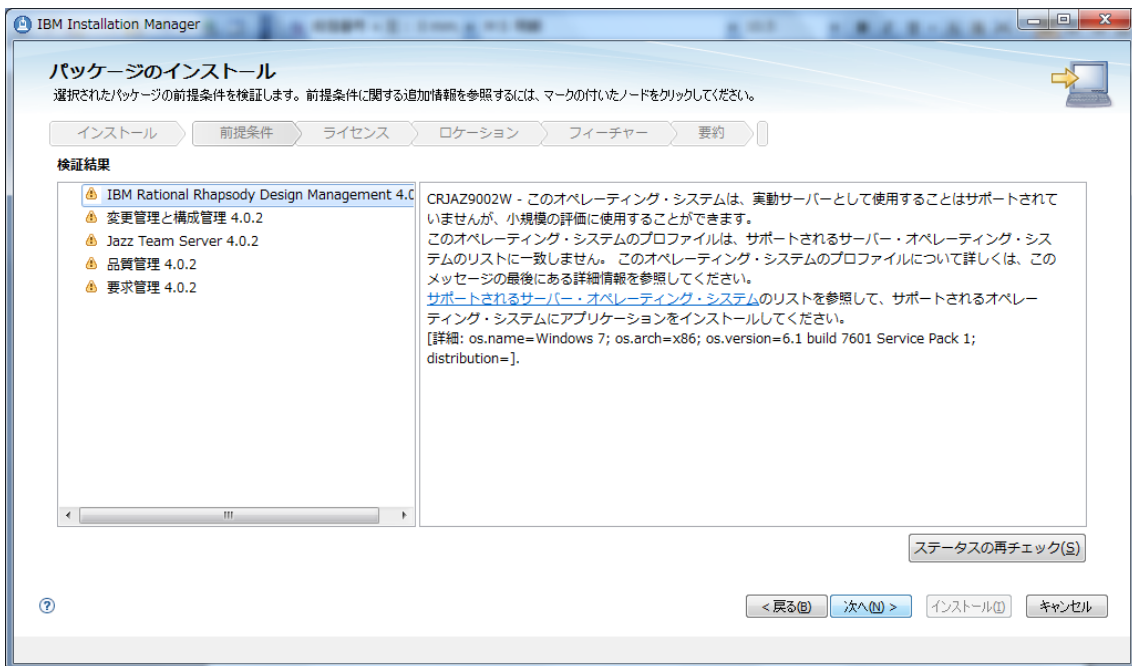 IBM Installation Manager
パッケージのインストール
選択されたパッケージの前提条件を検証します。前提条件に関する追加情報を参照するには、マークの付いたノードをクリックしてください。
インストール
前提条件
ライセンス
ロケーション
フィーチャー
要約
検証結果
IBM Rational Rhapsody Design Management 4.0
変更管理と構成管理 4.0.2
Jazz Team Server 4.0.2
品質管理 4.0.2
要求管理 4.0.2
CRJAZ9002W - このオペレーティング・システムは、実動サーバーとして使用することはサポートされて
いませんが、小規模の評価に使用することができます。
このオペレーティング・システムのプロファイルは、サポートされるサーバー・オペレーティング・シス
テムのリストに一致しません。 このオペレーティング・システムのプロファイルについて詳しくは、この
メッセージの最後にある詳細情報を参照してください。
サポートされるサーバー・オペレーティング・システムのリストを参照して、サポートされるオペレー
ティング・システムにアプリケーションをインストールしてください。
[詳細: os.name=Windows 7; os.arch=x86; os.version=6.1 build 7601 Service Pack 1;
distribution=].
ステータスの再チェック(S)
?
< 戻る(B)
次へ(N) >
インストール(I)
キャンセル